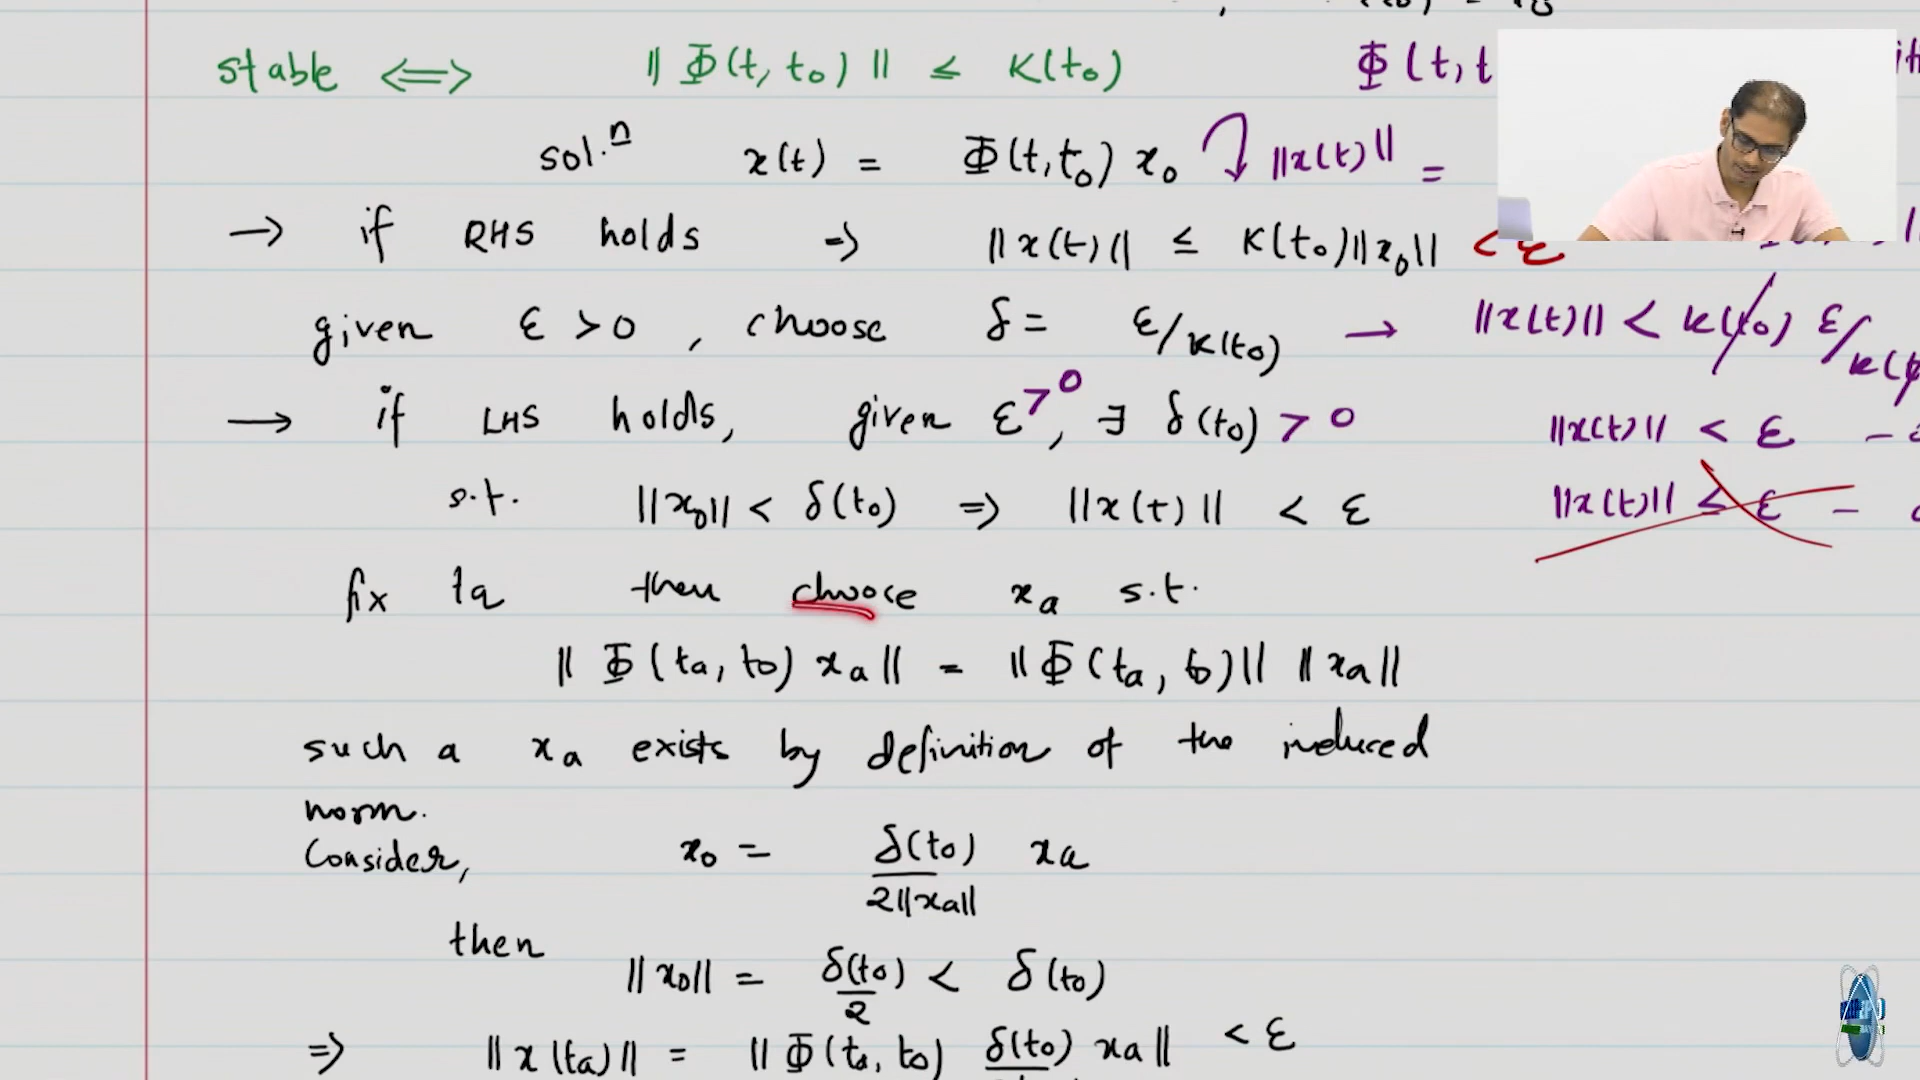 stable ⟺ || Φ(t, t₀) || ≤ K(t₀) Φ(t, t
sol.ⁿ x(t) = Φ(t,t₀) x₀ ||x(t)|| =
→ if RHS holds ⇒ ||x(t)|| ≤ K(t₀)||x₀|| < ε
given ε > 0 , choose δ = ε/K(t₀) → ||x(t)|| < K(t₀) ε/K(
→ if LHS holds, given ε > 0, ∃ δ(t₀) > 0 ||x(t)|| < ε –
s.t. ||x₀|| < δ(t₀) ⇒ ||x(t)|| < ε ||x(t)|| ≤ ε –
fix ta then choose xₐ s.t.
|| Φ(ta, t₀) xₐ || = || Φ(ta, t₀)|| ||xₐ||
such a xₐ exists by definition of the induced
norm.
Consider, x₀ = δ(t₀)/2||xa|| xa
then
||x₀|| = δ(t₀)/2 < δ(t₀)
⇒ ||x(ta)|| = || Φ(ta, t₀) δ(t₀) xa || < ε